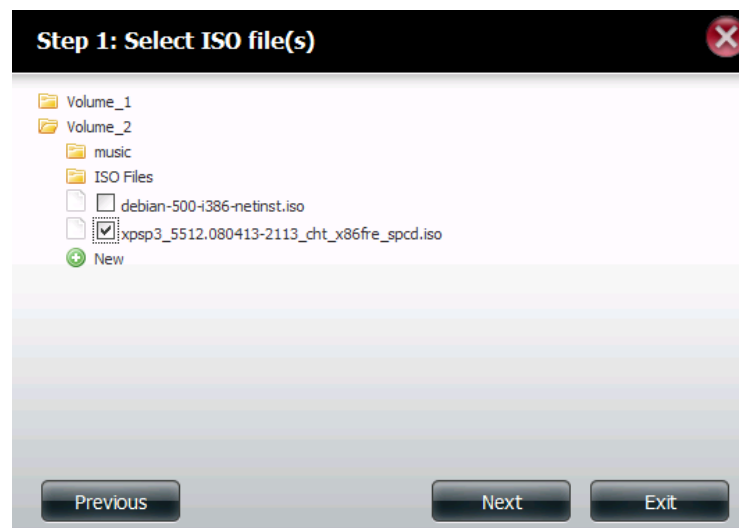 Step 1: Select ISO file(s)
Volume_1
Volume_2
music
ISO Files
debian-500-i386-netinst.iso
xpsp3_5512.080413-2113_cht_x86fre_spcd.iso
New
Previous
Next
Exit